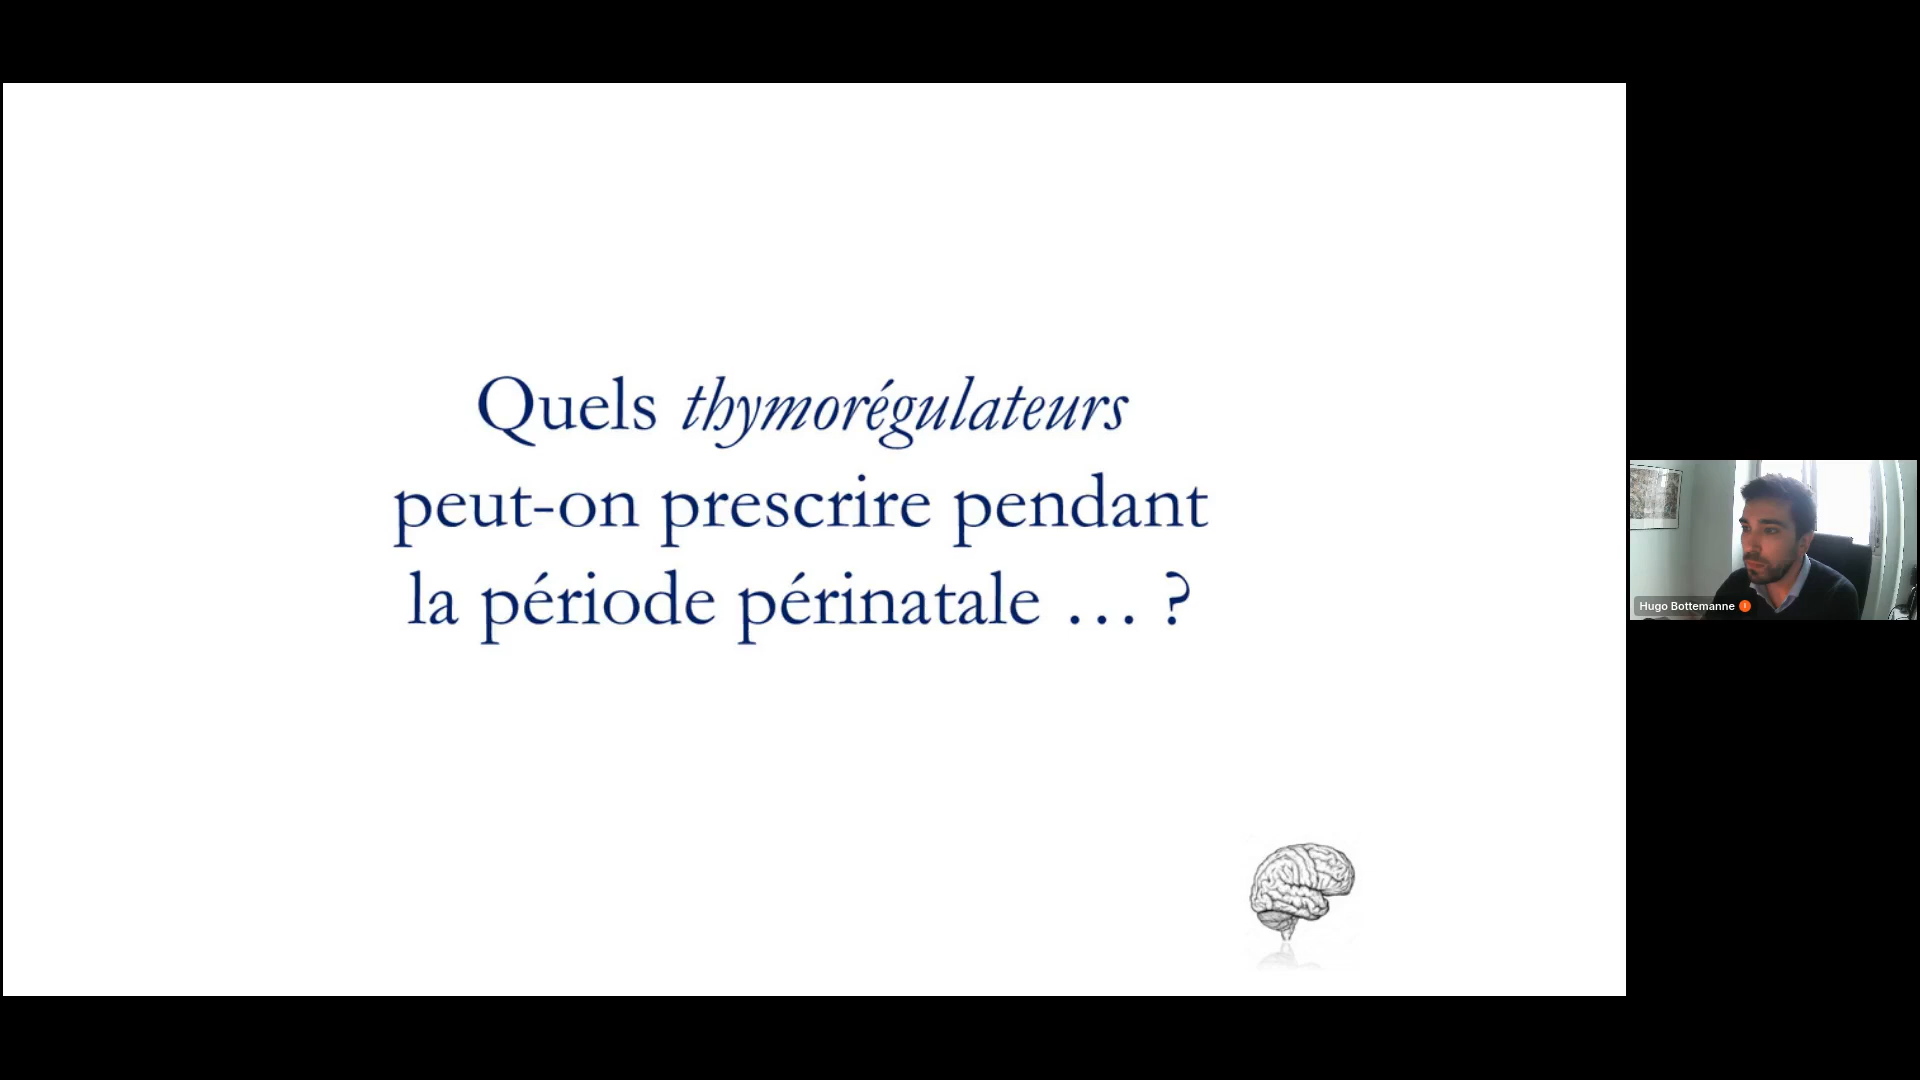 Quels thymorégulateurs
peut-on prescrire pendant
la période périnatale … ?
Hugo Bottemanne